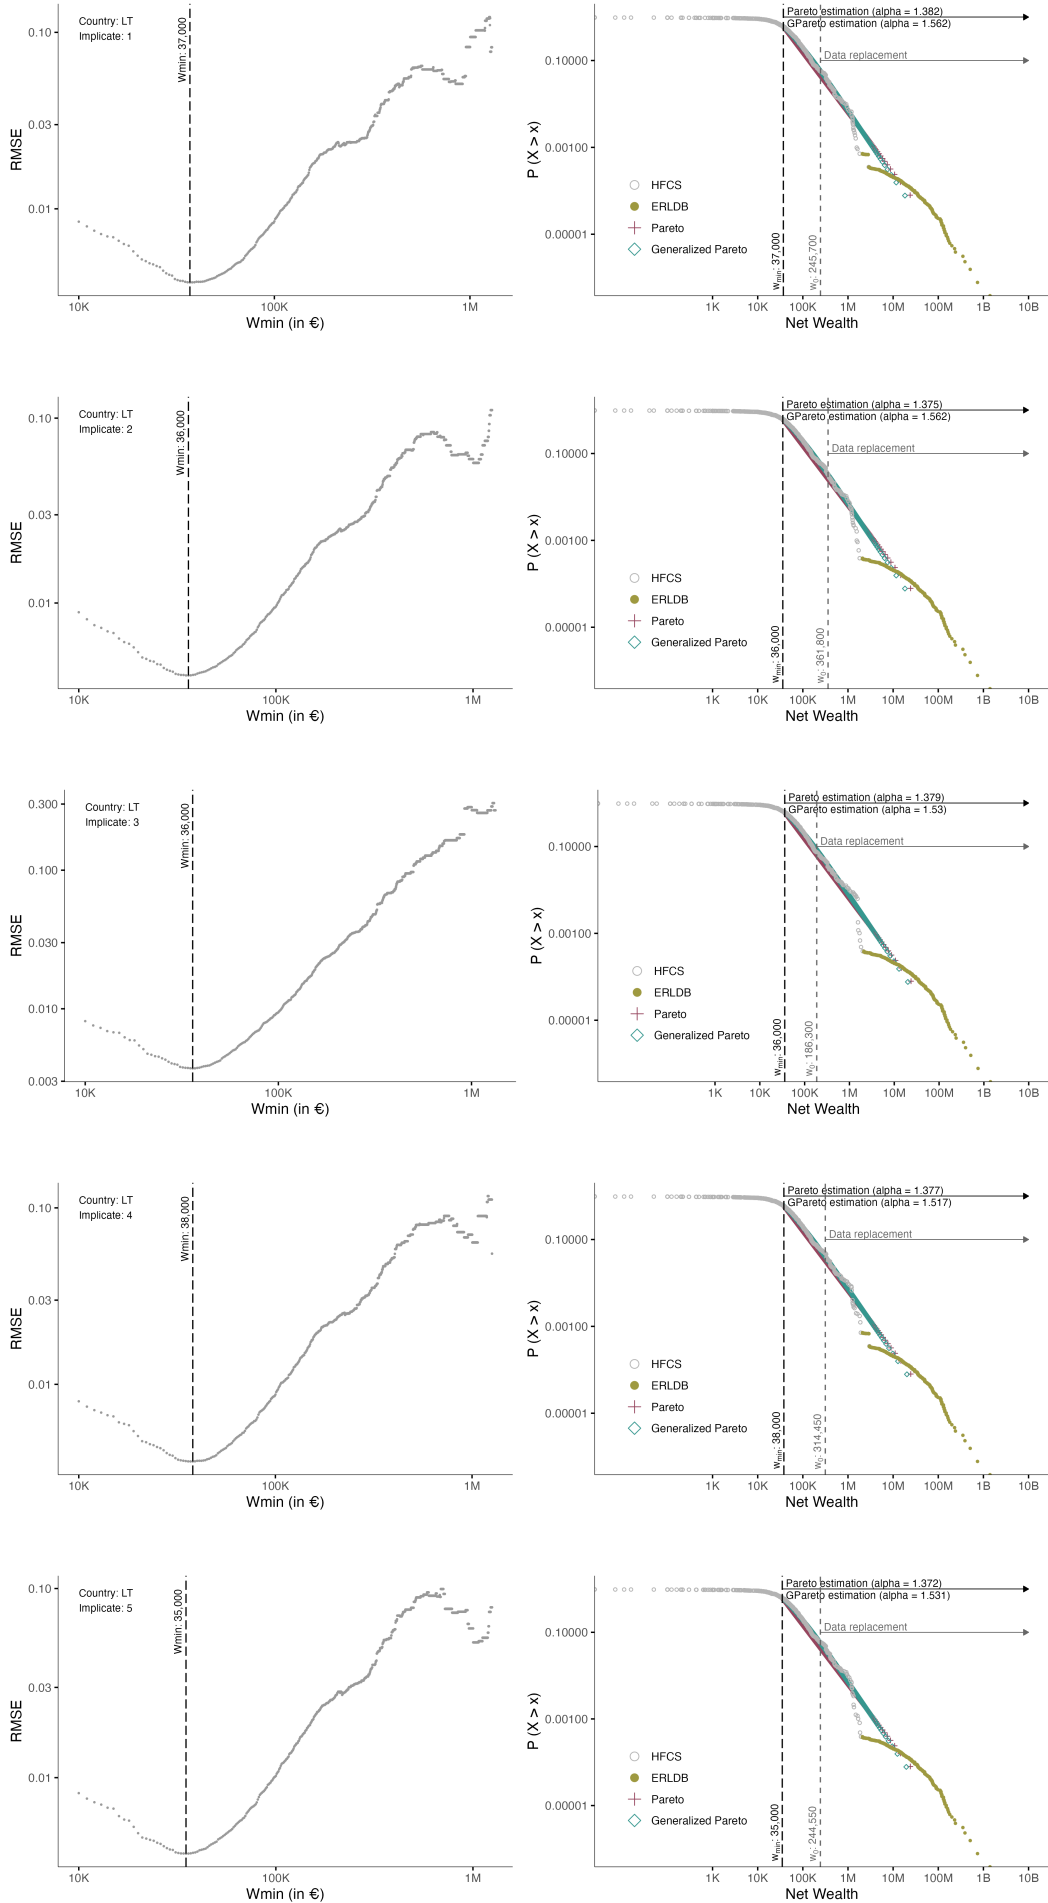 Country: LT
Implicate: 1
Wmin: 37,000
0.10
0.03
0.01
RMSE
10K
100K
1M
Wmin (in €)
Pareto estimation (alpha = 1.382)
GPareto estimation (alpha = 1.562)
Data replacement
0.10000
0.00100
0.00001
P (X > x)
HFCS
ERLDB
Pareto
Generalized Pareto
wmin: 37,000
w0: 245,700
1K
10K
100K
1M
10M
100M
1B
10B
Net Wealth
Country: LT
Implicate: 2
Wmin: 36,000
0.10
0.03
0.01
RMSE
10K
100K
1M
Wmin (in €)
Pareto estimation (alpha = 1.375)
GPareto estimation (alpha = 1.562)
Data replacement
0.10000
0.00100
0.00001
P (X > x)
HFCS
ERLDB
Pareto
Generalized Pareto
wmin: 36,000
w0: 361,800
1K
10K
100K
1M
10M
100M
1B
10B
Net Wealth
Country: LT
Implicate: 3
Wmin: 36,000
0.300
0.100
0.030
0.010
0.003
RMSE
10K
100K
1M
Wmin (in €)
Pareto estimation (alpha = 1.379)
GPareto estimation (alpha = 1.53)
Data replacement
0.10000
0.00100
0.00001
P (X > x)
HFCS
ERLDB
Pareto
Generalized Pareto
wmin: 36,000
w0: 186,300
1K
10K
100K
1M
10M
100M
1B
10B
Net Wealth
Country: LT
Implicate: 4
Wmin: 38,000
0.10
0.03
0.01
RMSE
10K
100K
1M
Wmin (in €)
Pareto estimation (alpha = 1.377)
GPareto estimation (alpha = 1.517)
Data replacement
0.10000
0.00100
0.00001
P (X > x)
HFCS
ERLDB
Pareto
Generalized Pareto
wmin: 38,000
w0: 314,450
1K
10K
100K
1M
10M
100M
1B
10B
Net Wealth
Country: LT
Implicate: 5
Wmin: 35,000
0.10
0.03
0.01
RMSE
10K
100K
1M
Wmin (in €)
Pareto estimation (alpha = 1.372)
GPareto estimation (alpha = 1.531)
Data replacement
0.10000
0.00100
0.00001
P (X > x)
HFCS
ERLDB
Pareto
Generalized Pareto
wmin: 35,000
w0: 244,550
1K
10K
100K
1M
10M
100M
1B
10B
Net Wealth